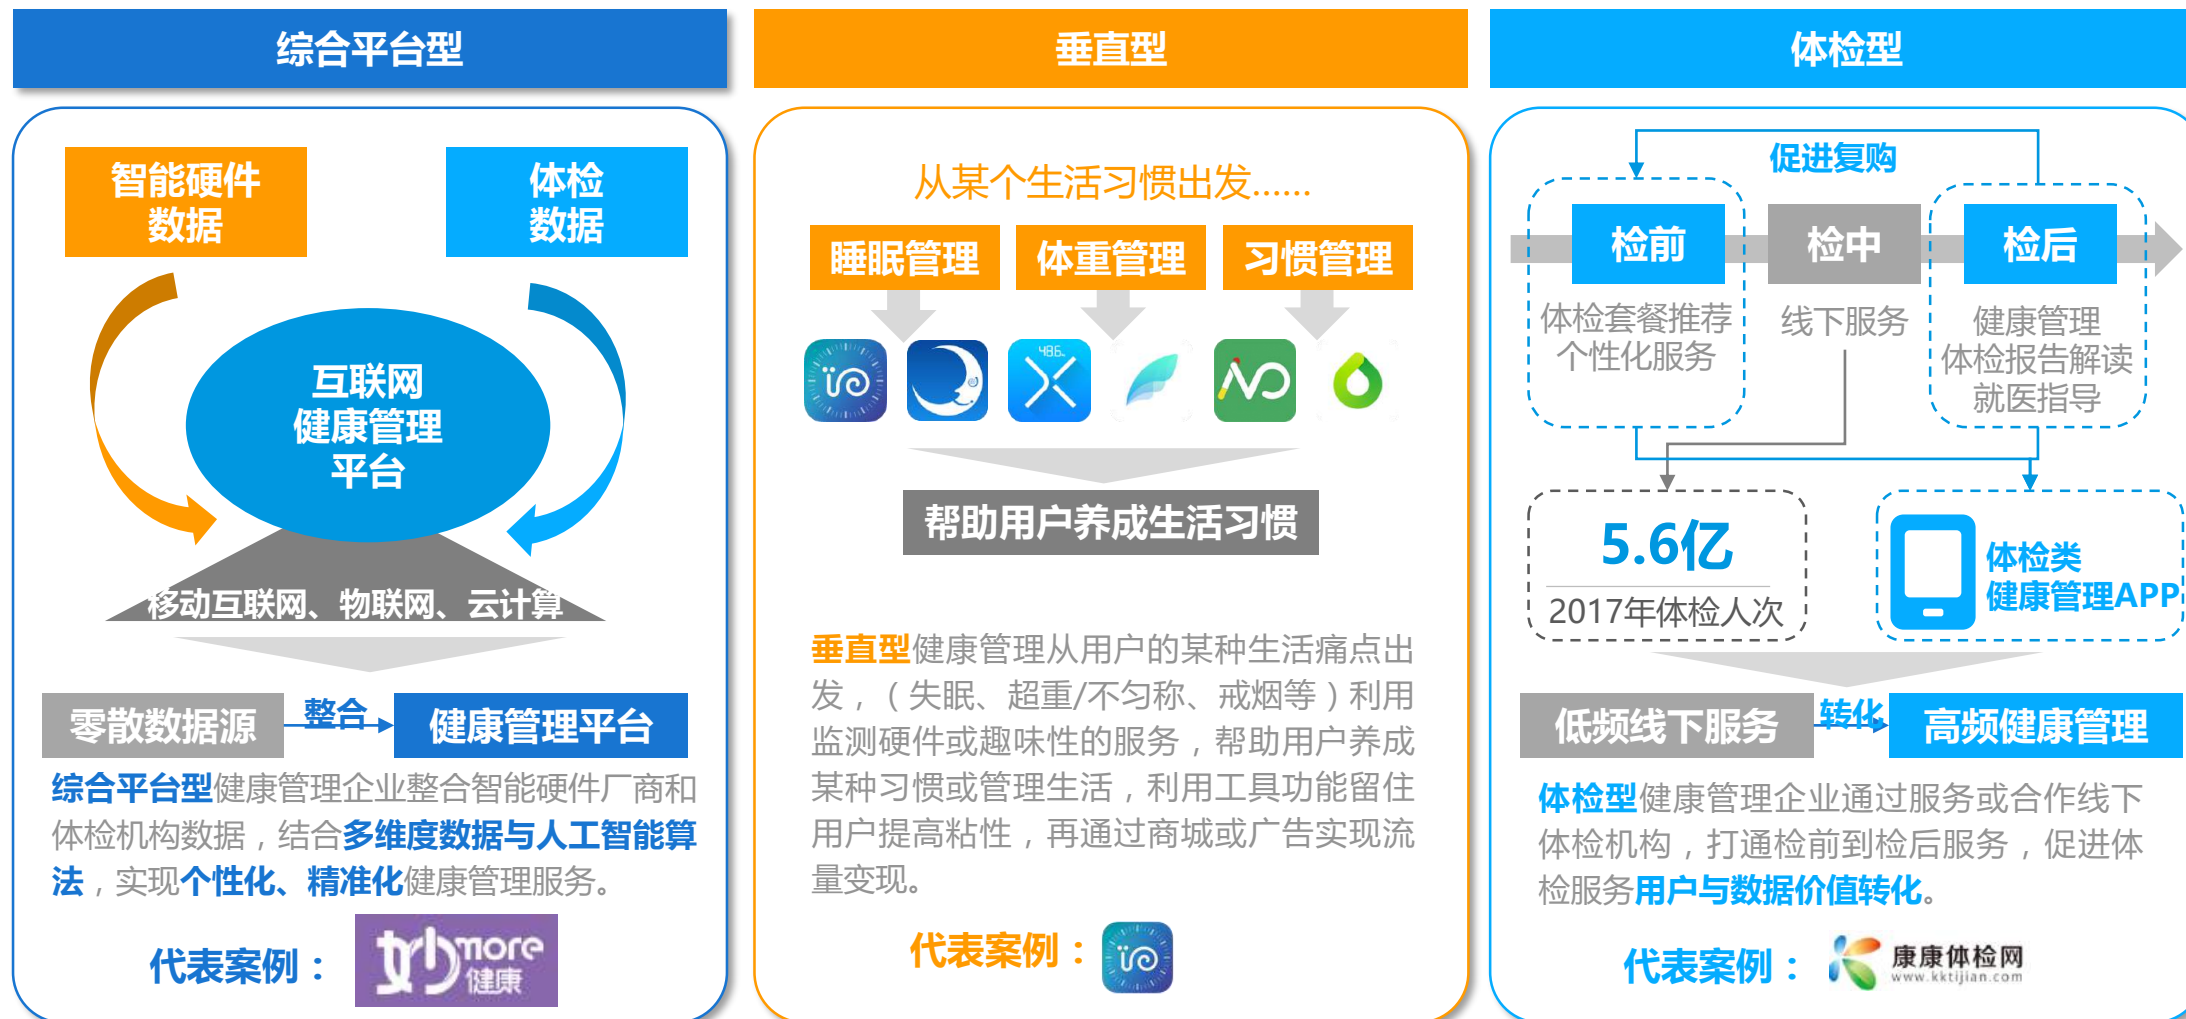 综合平台型
智能硬件
数据
体检
数据
互联网
健康管理
平台
移动互联网、物联网、云计算
零散数据源
整合
健康管理平台
综合平台型健康管理企业整合智能硬件厂商和
体检机构数据，结合多维度数据与人工智能算
法，实现个性化、精准化健康管理服务。
代表案例：
妙more
健康
垂直型
从某个生活习惯出发……
睡眠管理
体重管理
习惯管理
48.6
帮助用户养成生活习惯
垂直型健康管理从用户的某种生活痛点出
发，（失眠、超重/不匀称、戒烟等）利用
监测硬件或趣味性的服务，帮助用户养成
某种习惯或管理生活，利用工具功能留住
用户提高粘性，再通过商城或广告实现流
量变现。
代表案例：
体检型
促进复购
检前
检中
检后
体检套餐推荐
个性化服务
线下服务
健康管理
体检报告解读
就医指导
5.6亿
2017年体检人次
体检类
健康管理APP
低频线下服务
转化
高频健康管理
体检型健康管理企业通过服务或合作线下
体检机构，打通检前到检后服务，促进体
检服务用户与数据价值转化。
代表案例：
康康体检网
www.kktijian.com